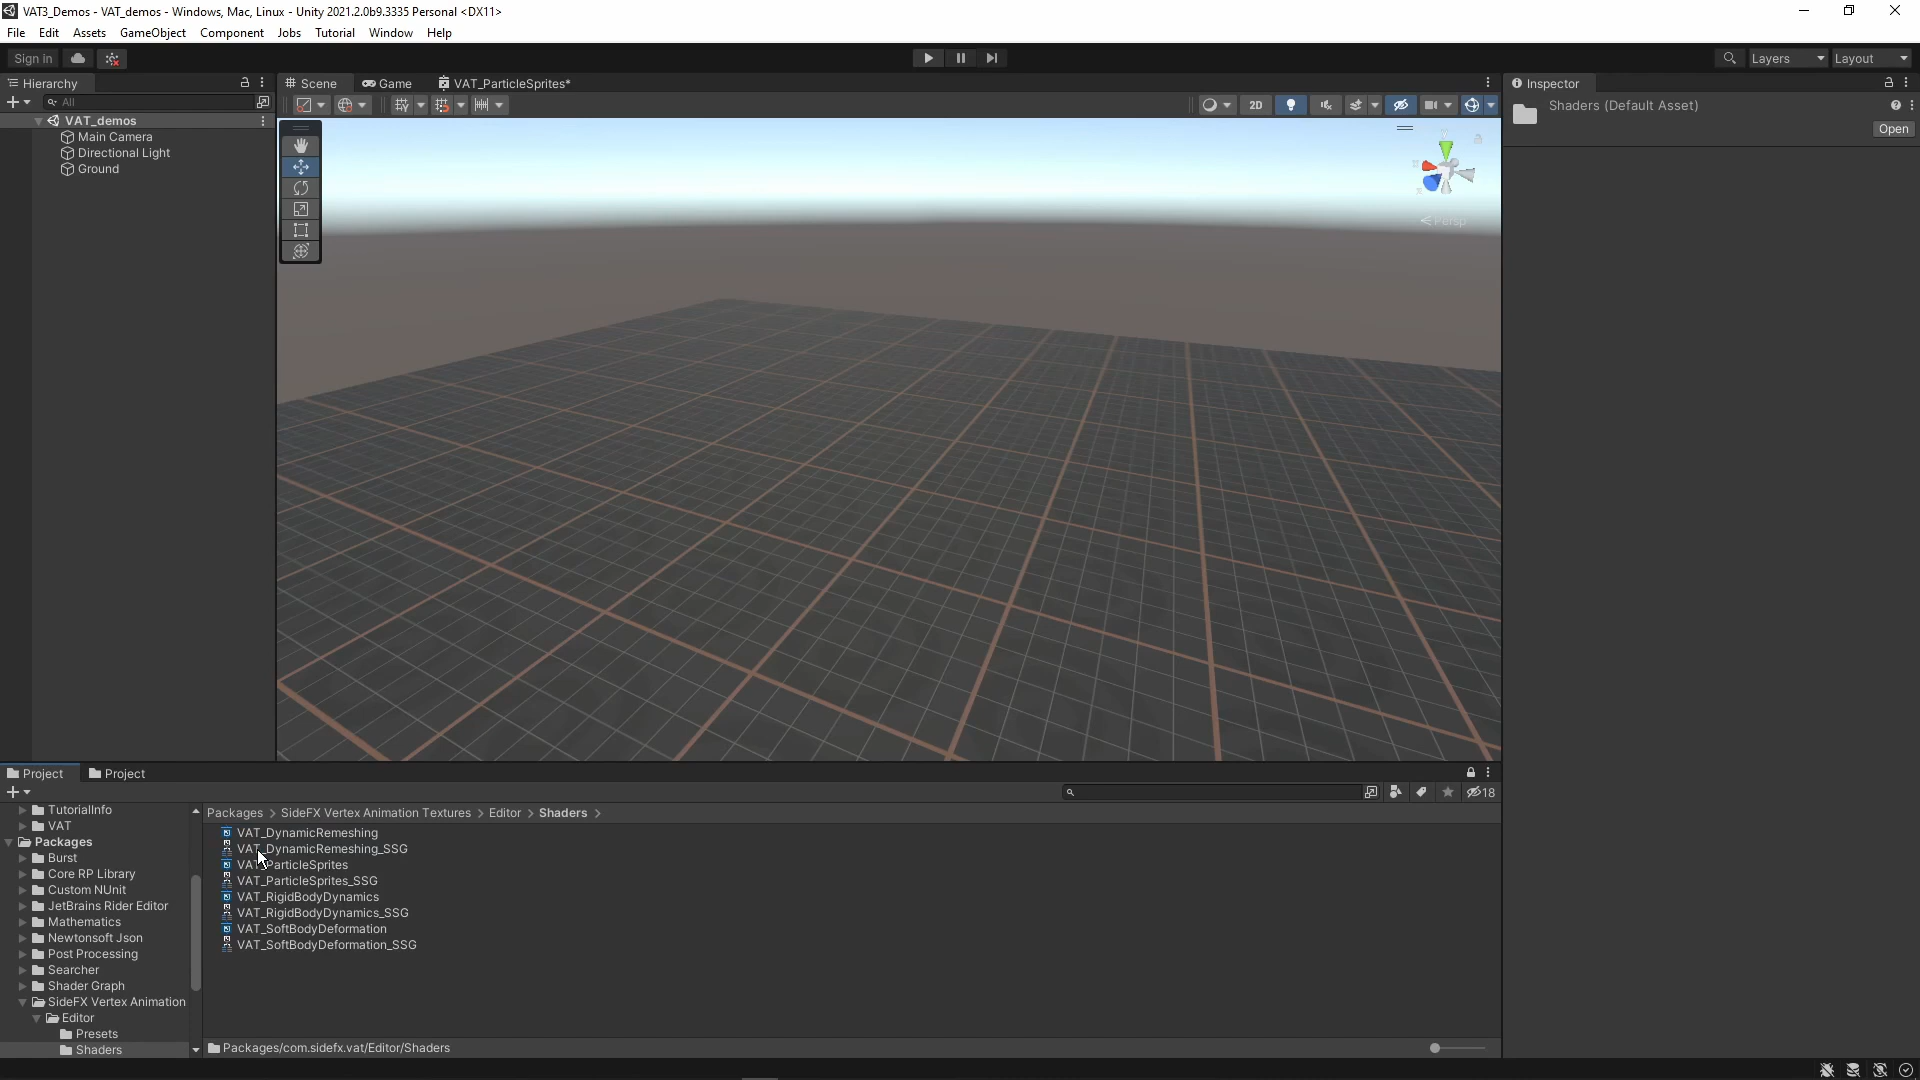 VAT3_Demos - VAT_demos - Windows, Mac, Linux - Unity 2021.2.0b9.3335 Personal <DX11>
File Edit Assets GameObject Component Jobs Tutorial Window Help
Sign in
Layers
Layout
Hierarchy
Scene
Game
VAT_ParticleSprites*
Inspector
All
2D
Shaders (Default Asset)
Open
VAT_demos
Main Camera
Directional Light
Ground
Persp
Project
Project
18
TutorialInfo
VAT
Packages
Burst
Core RP Library
Custom NUnit
JetBrains Rider Editor
Mathematics
Newtonsoft Json
Post Processing
Searcher
Shader Graph
SideFX Vertex Animation
Editor
Presets
Shaders
Packages > SideFX Vertex Animation Textures > Editor > Shaders >
VAT_DynamicRemeshing
VAT_DynamicRemeshing_SSG
VAT_ParticleSprites
VAT_ParticleSprites_SSG
VAT_RigidBodyDynamics
VAT_RigidBodyDynamics_SSG
VAT_SoftBodyDeformation
VAT_SoftBodyDeformation_SSG
Packages/com.sidefx.vat/Editor/Shaders